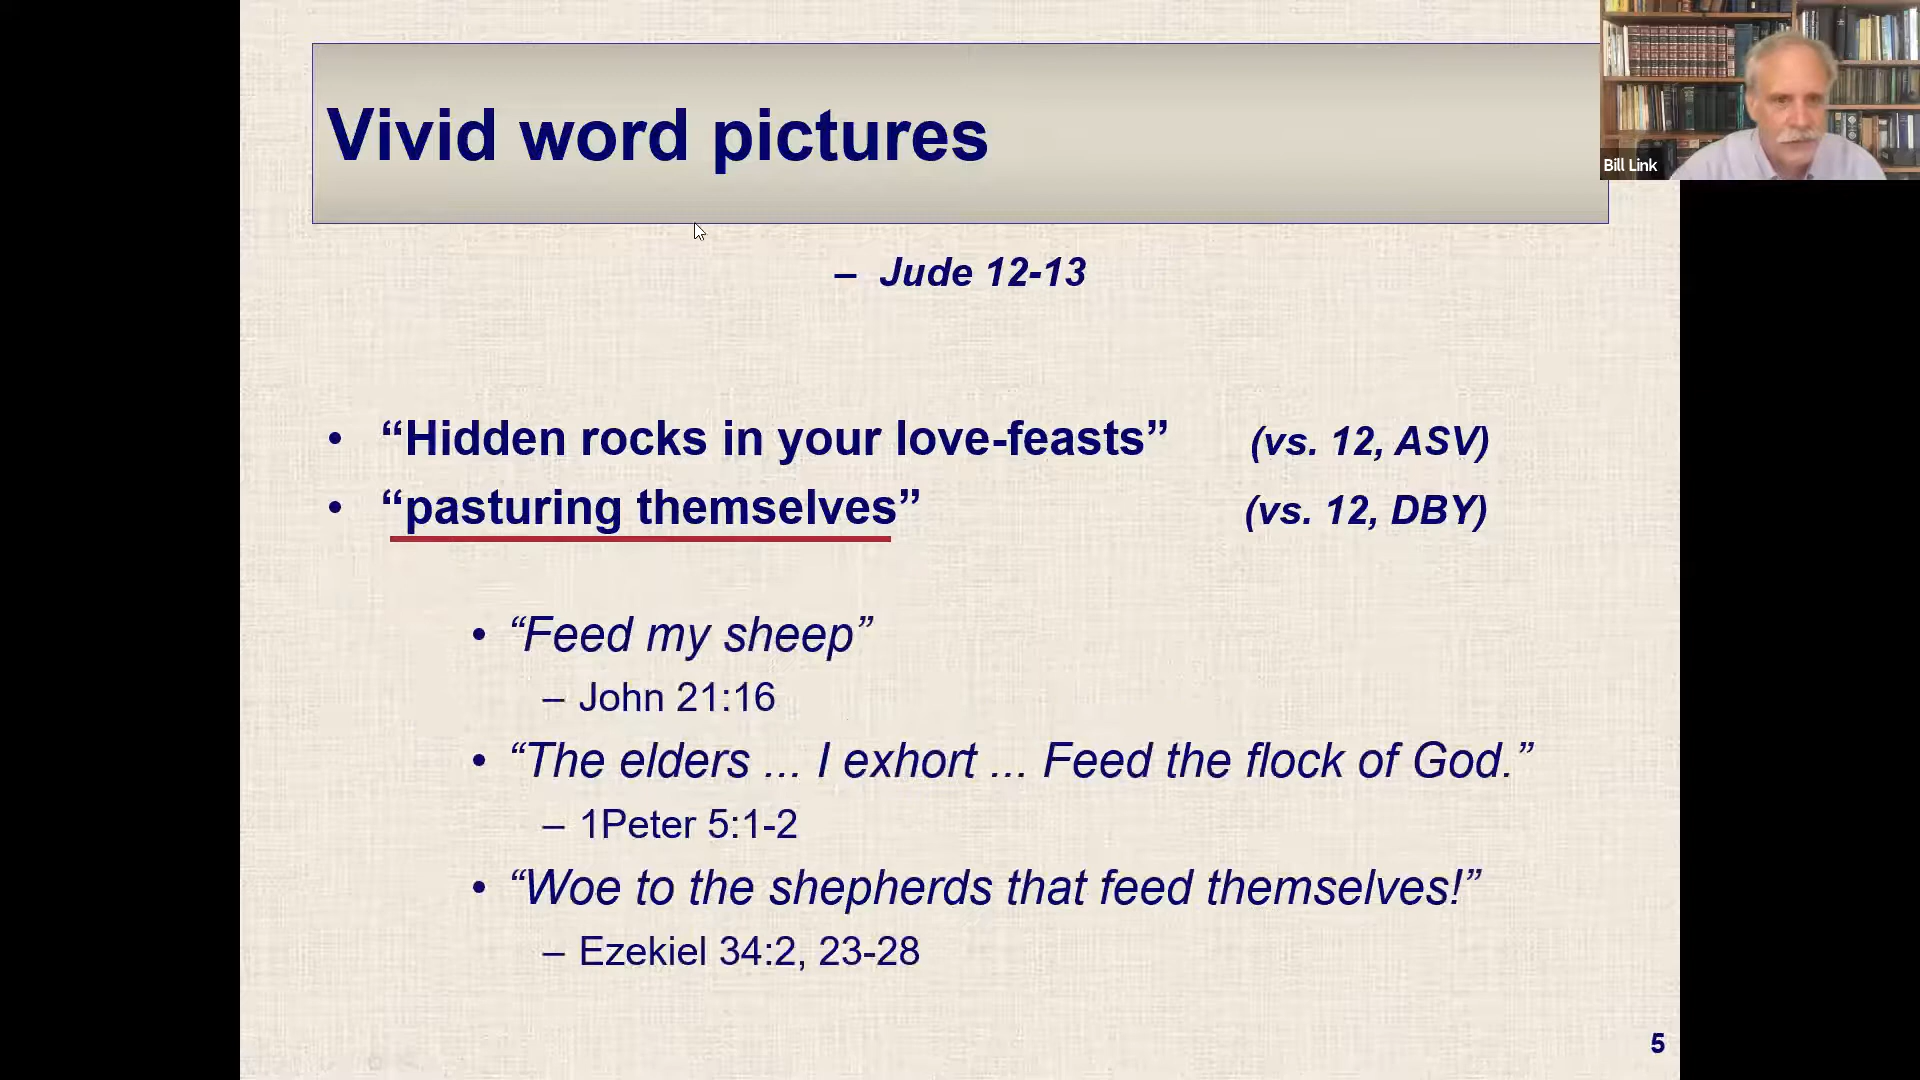 Vivid word pictures
Bill Link
– Jude 12-13
• “Hidden rocks in your love-feasts” (vs. 12, ASV)
• “pasturing themselves” (vs. 12, DBY)
• “Feed my sheep”
– John 21:16
• “The elders ... I exhort ... Feed the flock of God.”
– 1Peter 5:1-2
• “Woe to the shepherds that feed themselves!”
– Ezekiel 34:2, 23-28
5